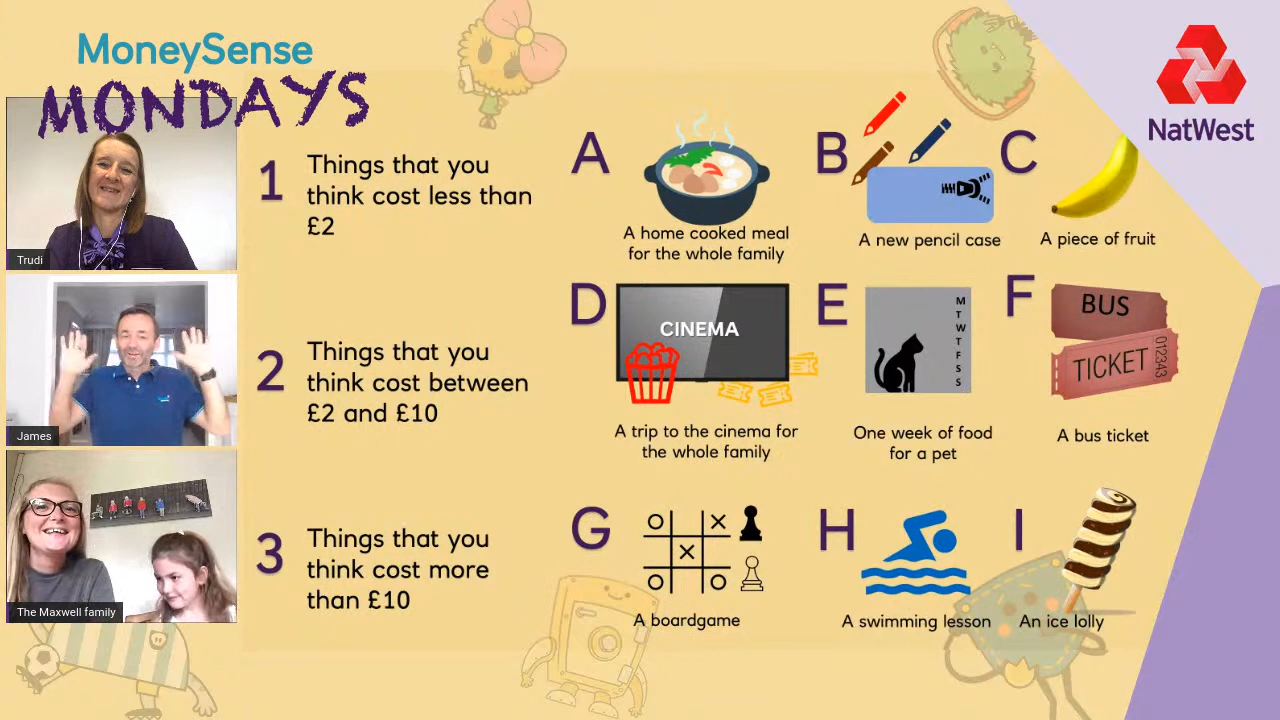 MoneySense
MONDAYS
NatWest
Trudi
James
The Maxwell family
1
Things that you
think cost less than
£2
2
Things that you
think cost between
£2 and £10
3
Things that you
think cost more
than £10
A
A home cooked meal
for the whole family
B
A new pencil case
C
A piece of fruit
D
CINEMA
A trip to the cinema for
the whole family
E
M
T
W
T
F
S
S
One week of food
for a pet
F
BUS
TICKET
012343
A bus ticket
G
A boardgame
H
A swimming lesson
I
An ice lolly